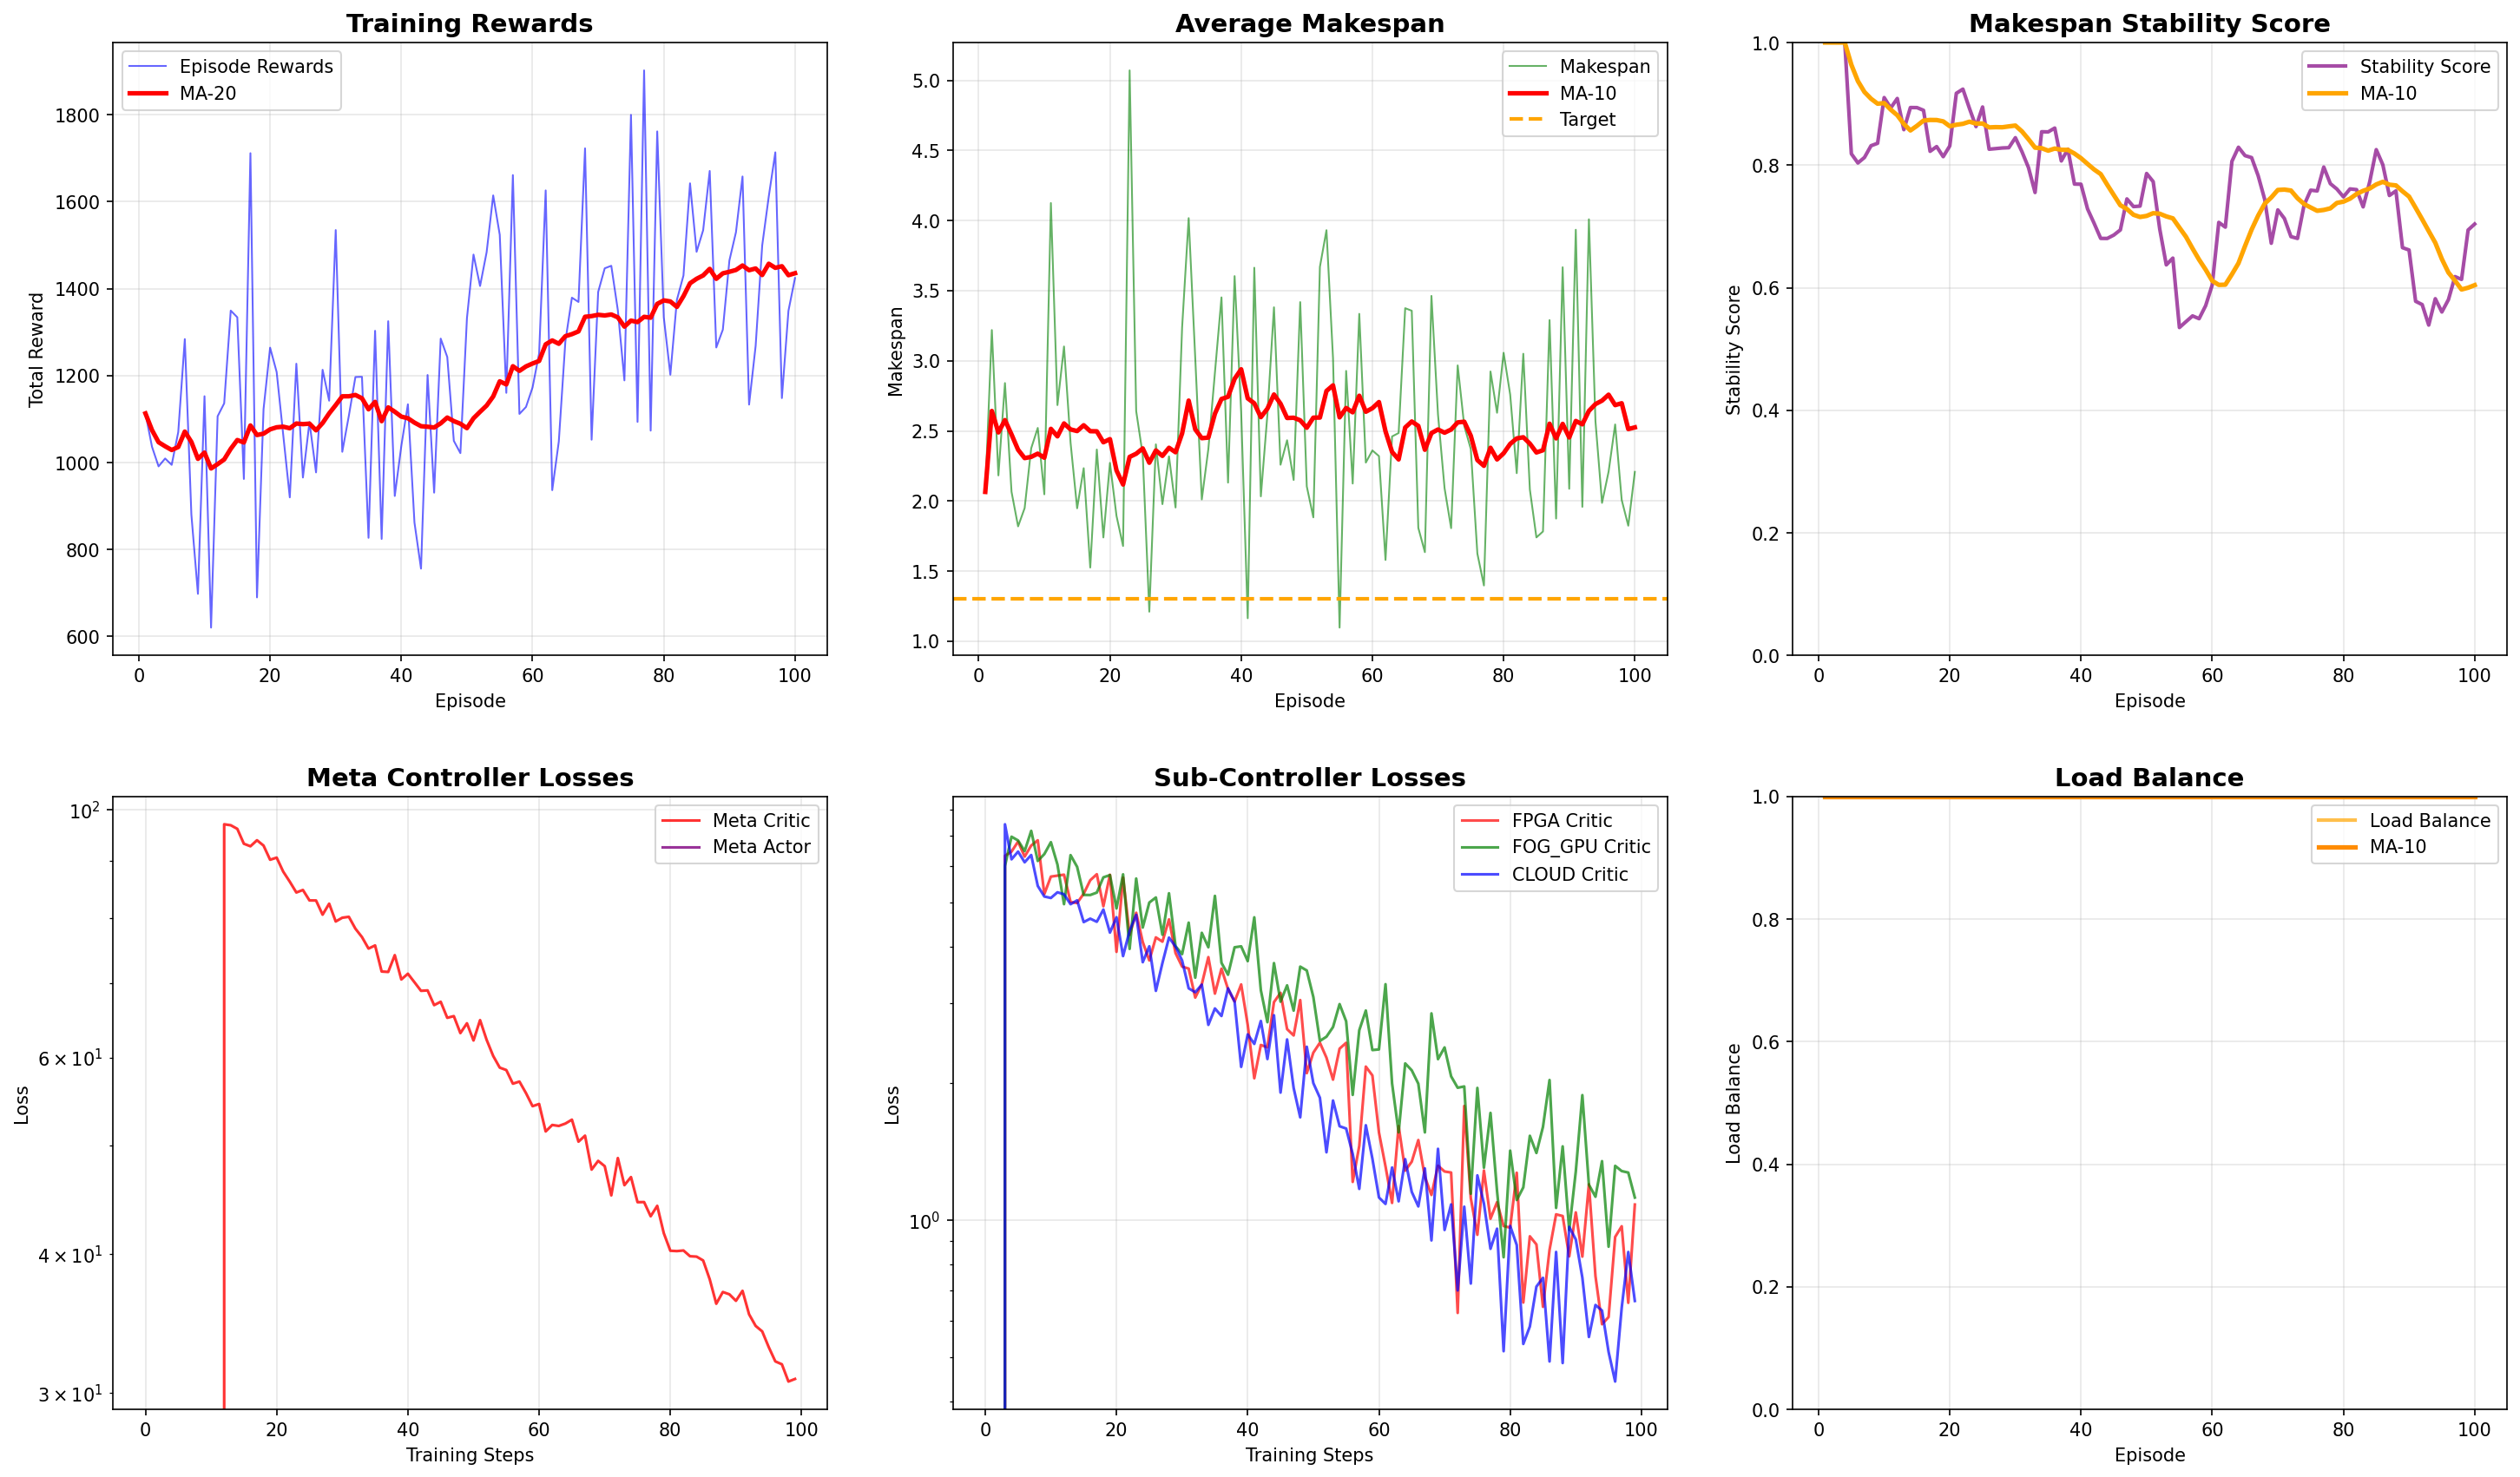 Training Rewards
Episode Rewards
MA-20
Total Reward
1800
1600
1400
1200
1000
800
600
0 20 40 60 80 100
Episode
Average Makespan
Makespan
MA-10
Target
Makespan
5.0
4.5
4.0
3.5
3.0
2.5
2.0
1.5
1.0
0 20 40 60 80 100
Episode
Makespan Stability Score
Stability Score
MA-10
Stability Score
1.0
0.8
0.6
0.4
0.2
0.0
0 20 40 60 80 100
Episode
Meta Controller Losses
Meta Critic
Meta Actor
Loss
10²
6 × 10¹
4 × 10¹
3 × 10¹
0 20 40 60 80 100
Training Steps
Sub-Controller Losses
FPGA Critic
FOG_GPU Critic
CLOUD Critic
Loss
10⁰
0 20 40 60 80 100
Training Steps
Load Balance
Load Balance
MA-10
Load Balance
1.0
0.8
0.6
0.4
0.2
0.0
0 20 40 60 80 100
Episode